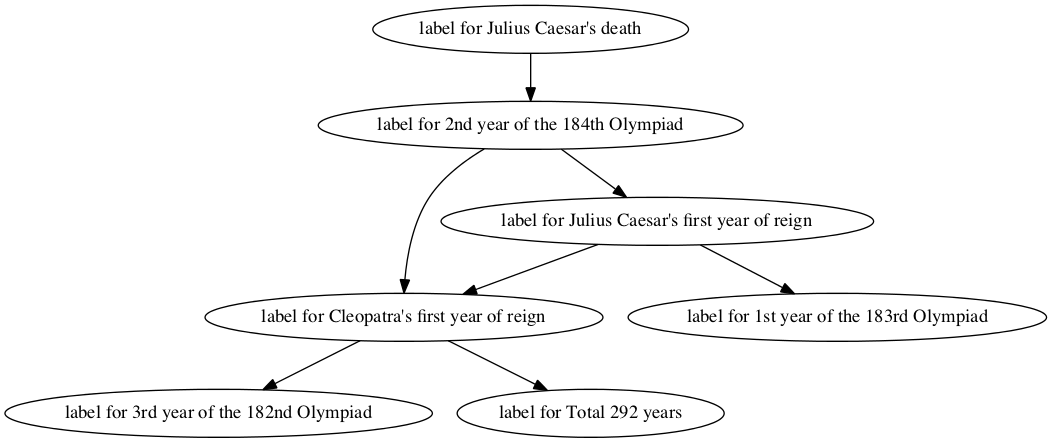 label for Julius Caesar's death
label for 2nd year of the 184th Olympiad
label for Julius Caesar's first year of reign
label for Cleopatra's first year of reign
label for 1st year of the 183rd Olympiad
label for 3rd year of the 182nd Olympiad
label for Total 292 years